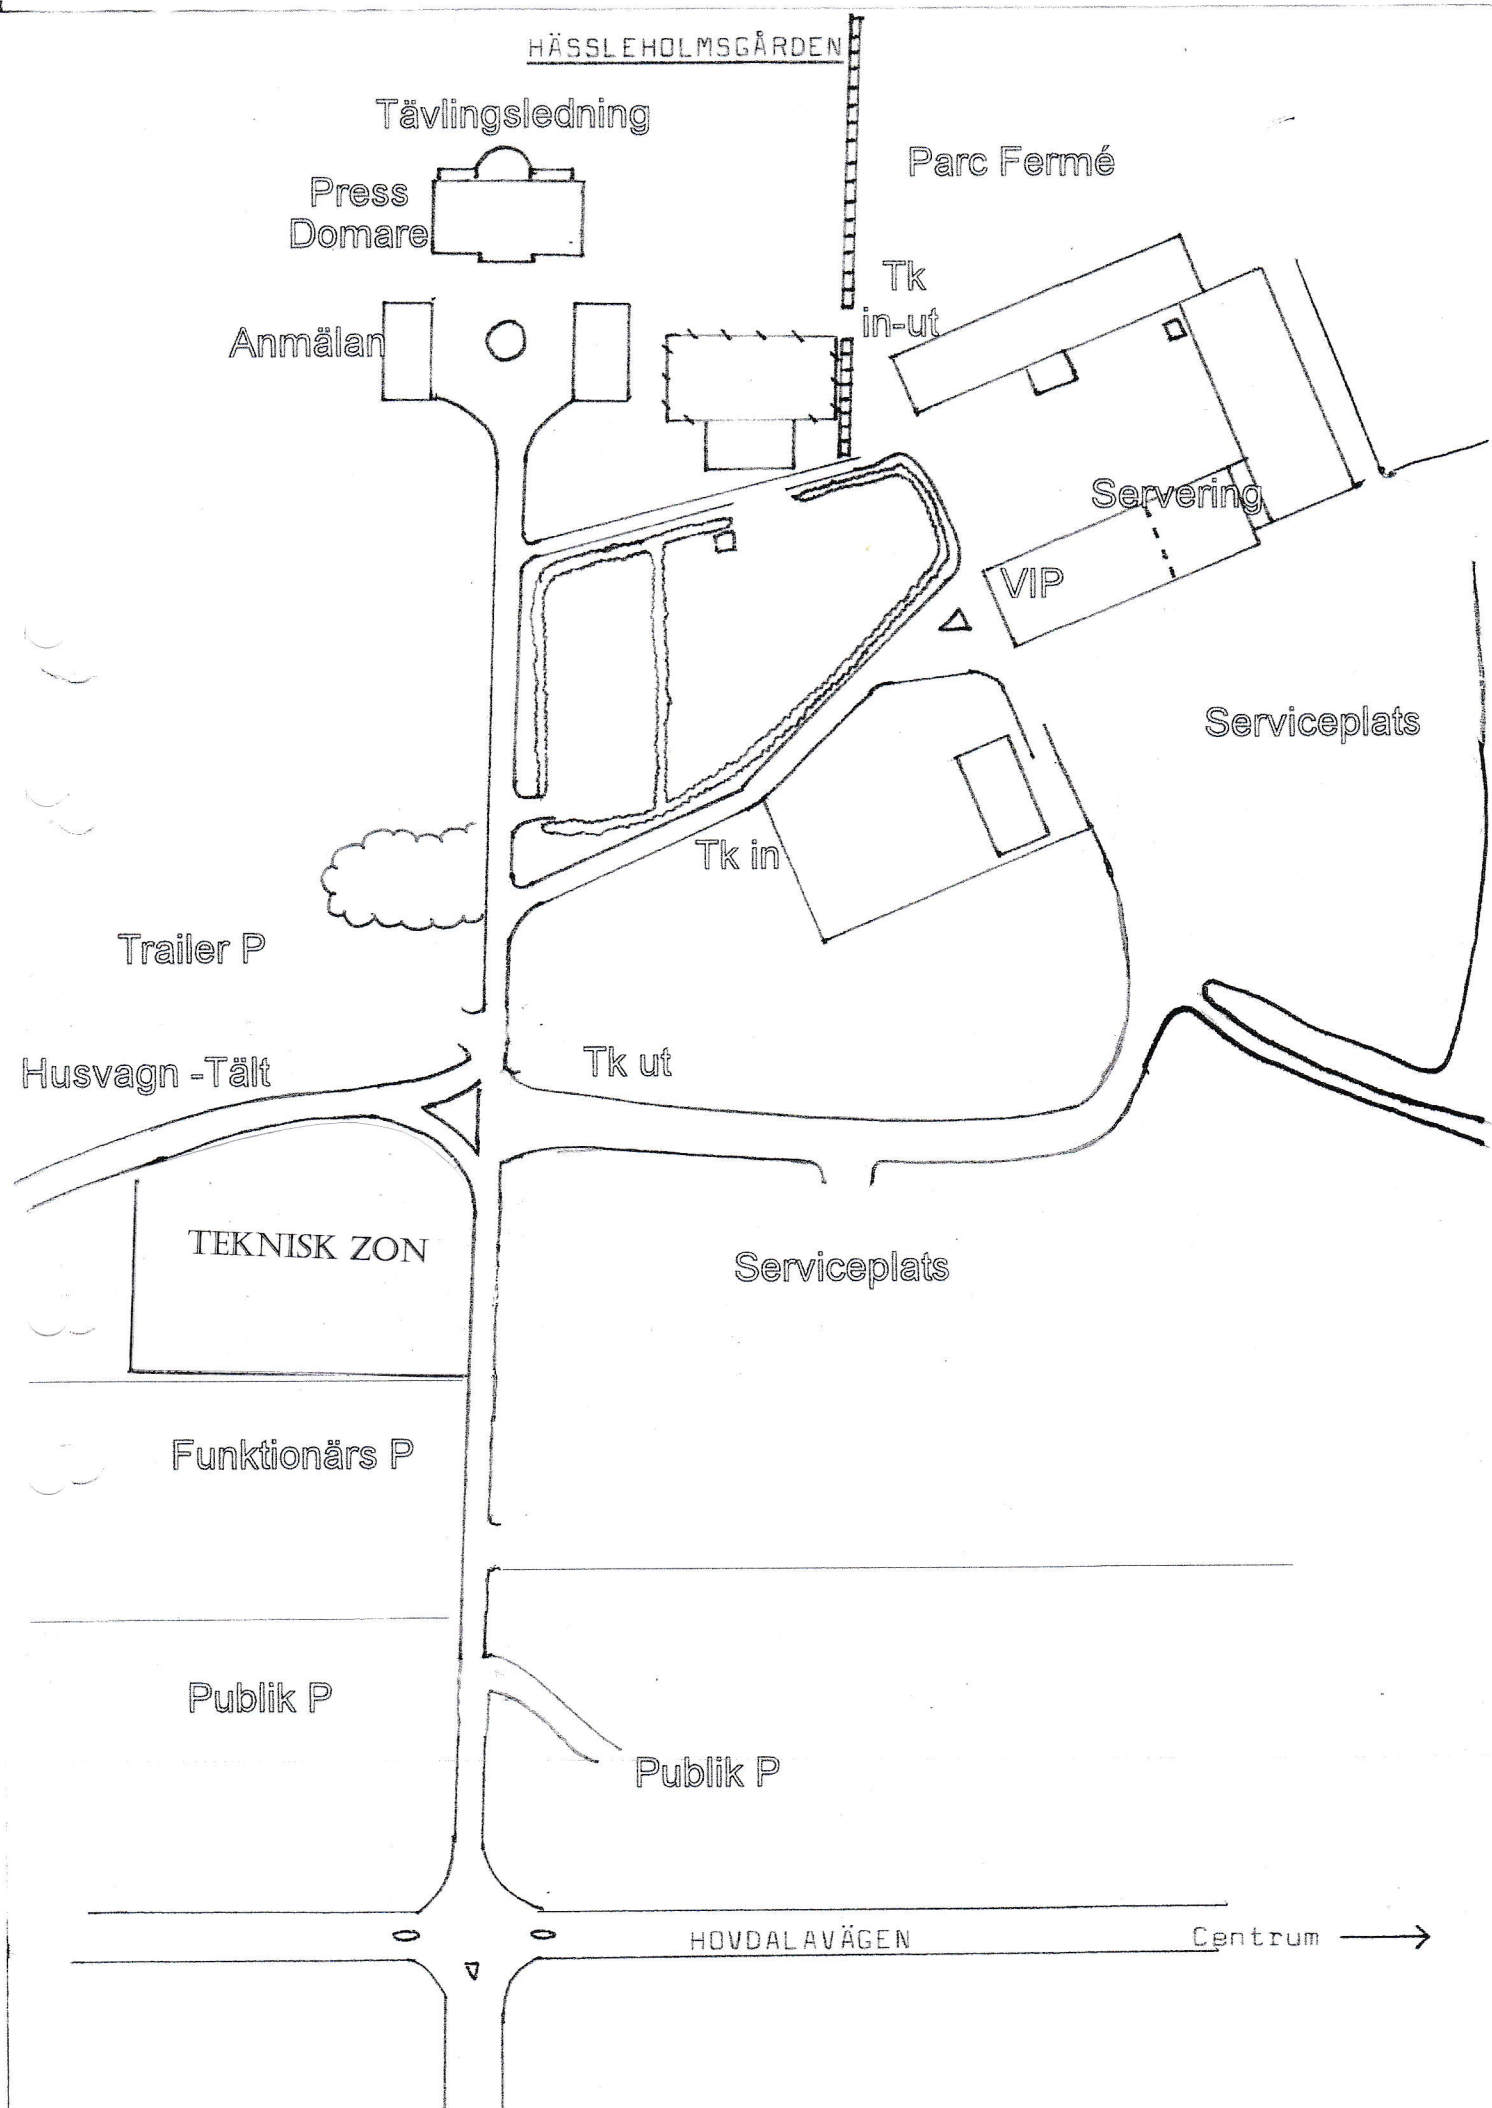 HÄSSLEHOLMSGÅRDEN
Tävlingsledning
Parc Fermé
Press
Domare
Tk
in-ut
Anmälan
Servering
VIP
Serviceplats
Tk in
Trailer P
Tk ut
Husvagn -Tält
TEKNISK ZON
Serviceplats
Funktionärs P
Publik P
Publik P
HOVDALAVÄGEN
Centrum